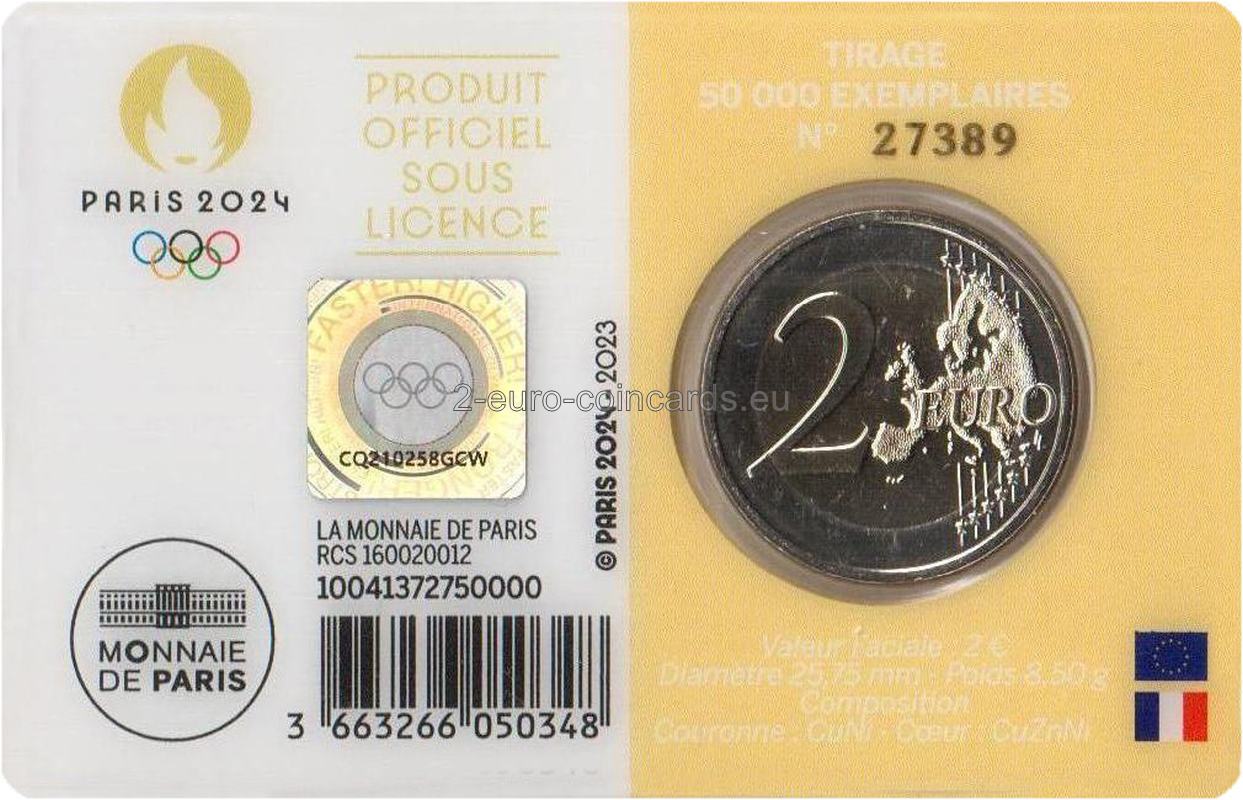 PARIS 2024
PRODUIT
OFFICIEL
SOUS
LICENCE
FASTER! HIGHER!
INTERNATIONAL
CQ210258GCW
LA MONNAIE DE PARIS
RCS 160020012
10041372750000
3 663266 050348
MONNAIE
DE PARIS
© PARIS 2024 - 2023
TIRAGE
50 000 EXEMPLAIRES
N° 27389
2 EURO
2-euro-coincards.eu
Valeur faciale : 2 €
Diamètre 25,75 mm - Poids 8.50 g
Composition
Couronne : CuNi - Cœur : CuZnNi